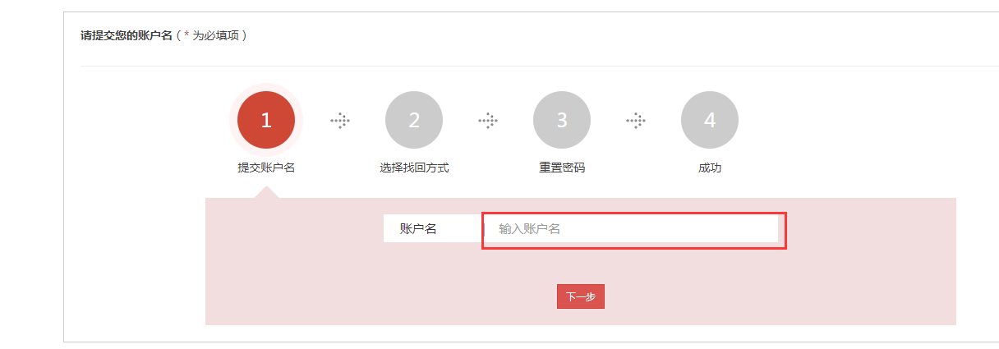 请提交您的账户名（* 为必填项）
1 2 3 4
提交账户名 选择找回方式 重置密码 成功
账户名 输入账户名
下一步